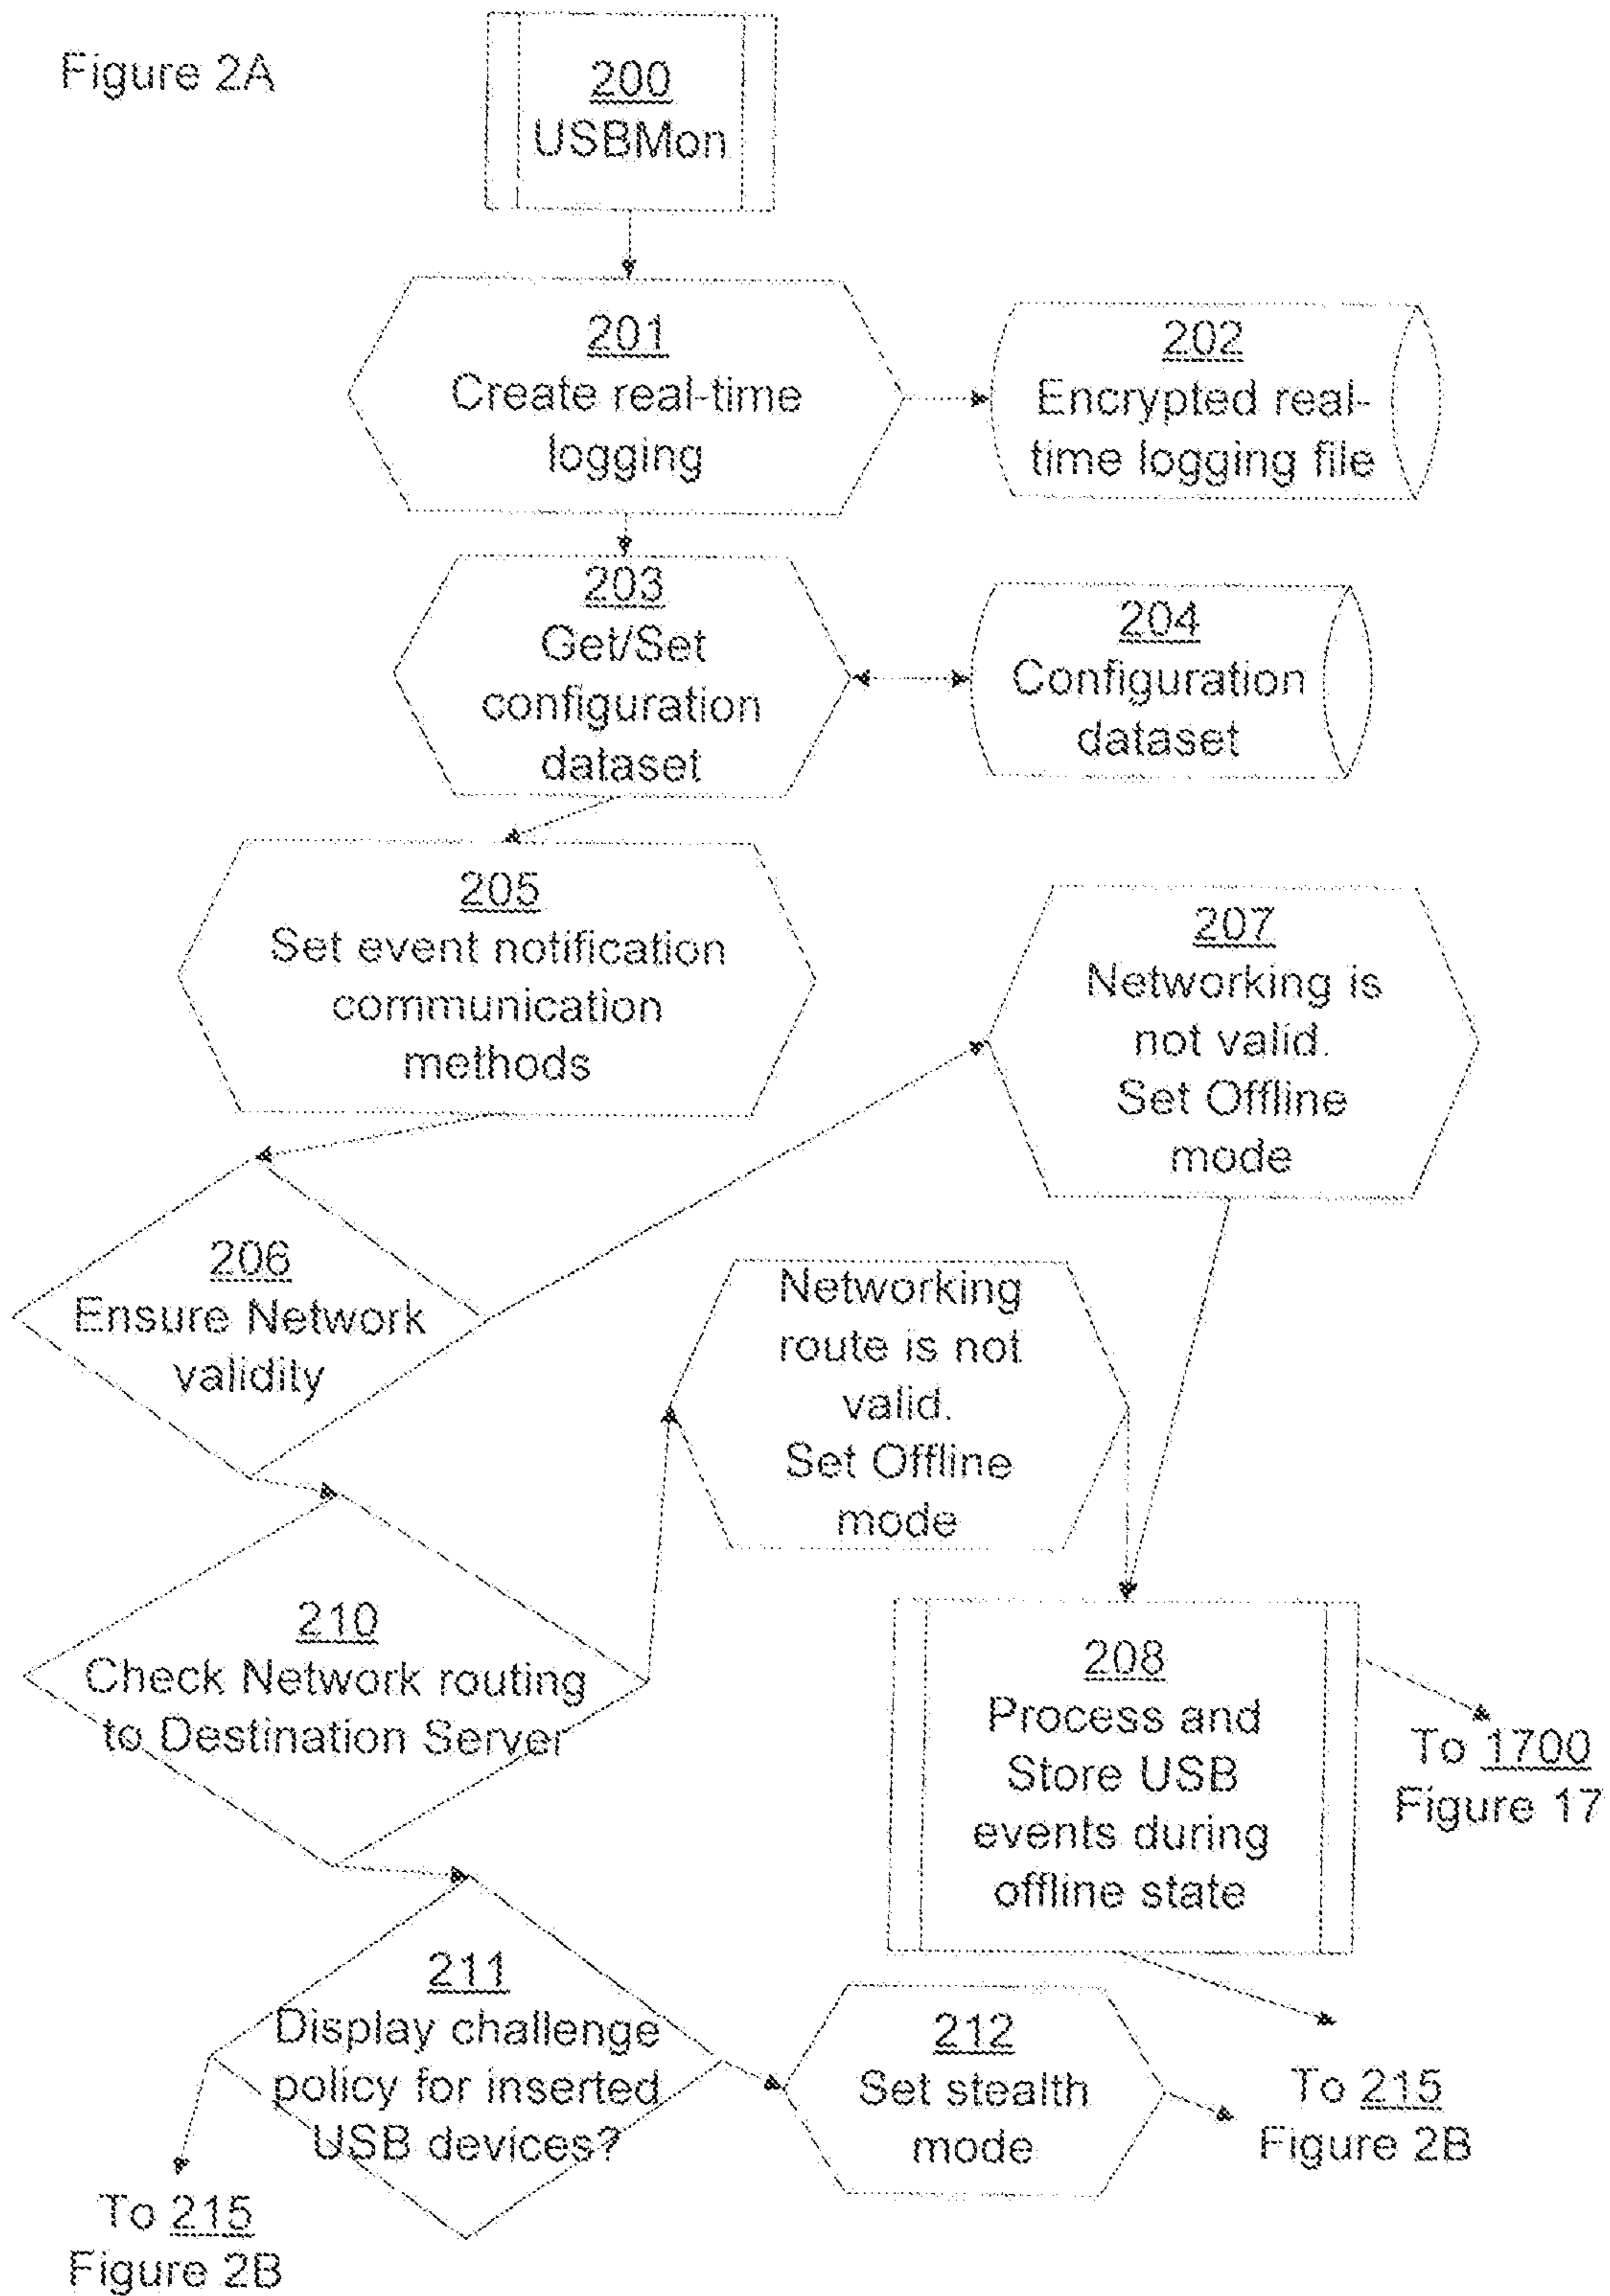 Figure 2A
200
USBMon
201
Create real-time
logging
202
Encrypted real-
time logging file
203
Get/Set
configuration
dataset
204
Configuration
dataset
205
Set event notification
communication
methods
207
Networking is
not valid.
Set Offline
mode
206
Ensure Network
validity
Networking
route is not
valid.
Set Offline
mode
210
Check Network routing
to Destination Server
208
Process and
Store USB
events during
offline state
To 1700
Figure 17
211
Display challenge
policy for inserted
USB devices?
212
Set stealth
mode
To 215
Figure 2B
To 215
Figure 2B